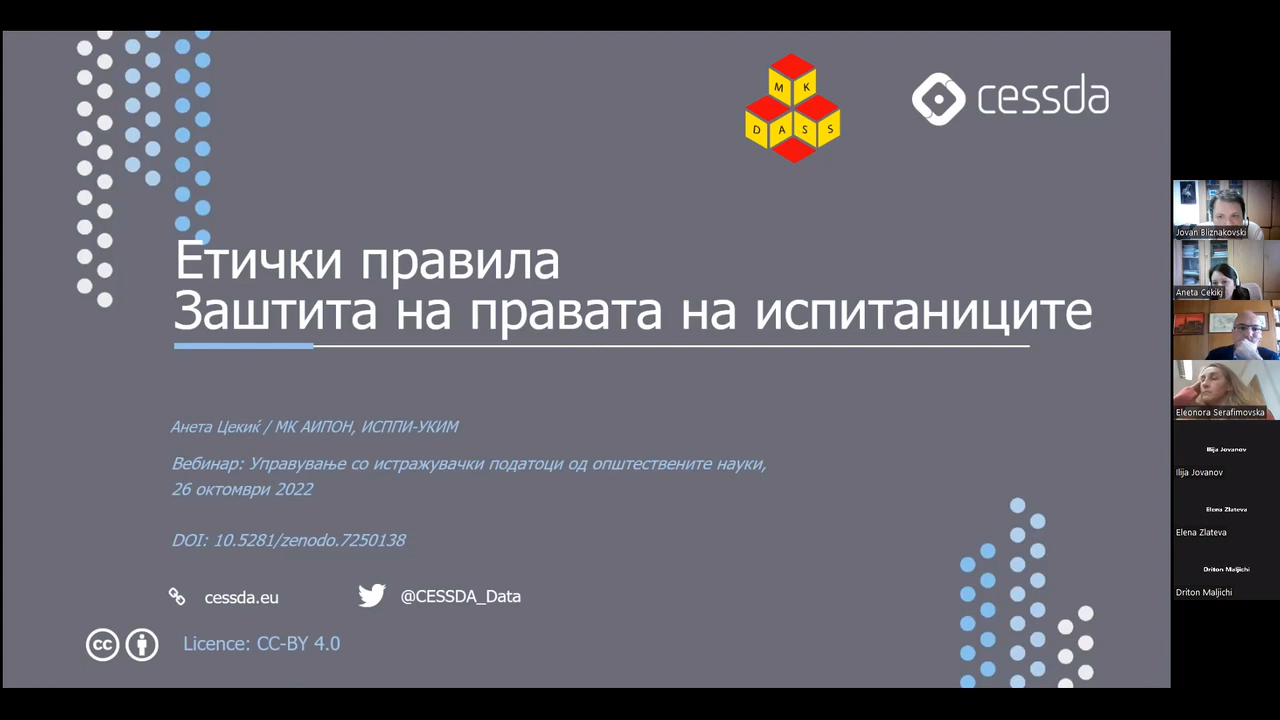 M K
D A S S
cessda
Етички правила
Заштита на правата на испитаниците
Анета Цекиќ / МК АИПОН, ИСППИ-УКИМ
Вебинар: Управување со истражувачки податоци од општествените науки,
26 октомври 2022
DOI: 10.5281/zenodo.7250138
cessda.eu
@CESSDA_Data
cc
Licence: CC-BY 4.0
Jovan Bliznakovski
Aneta Cekikj
Eleonora Serafimovska
Ilija Jovanov
Ilija Jovanov
Elena Zlateva
Elena Zlateva
Driton Maljichi
Driton Maljichi